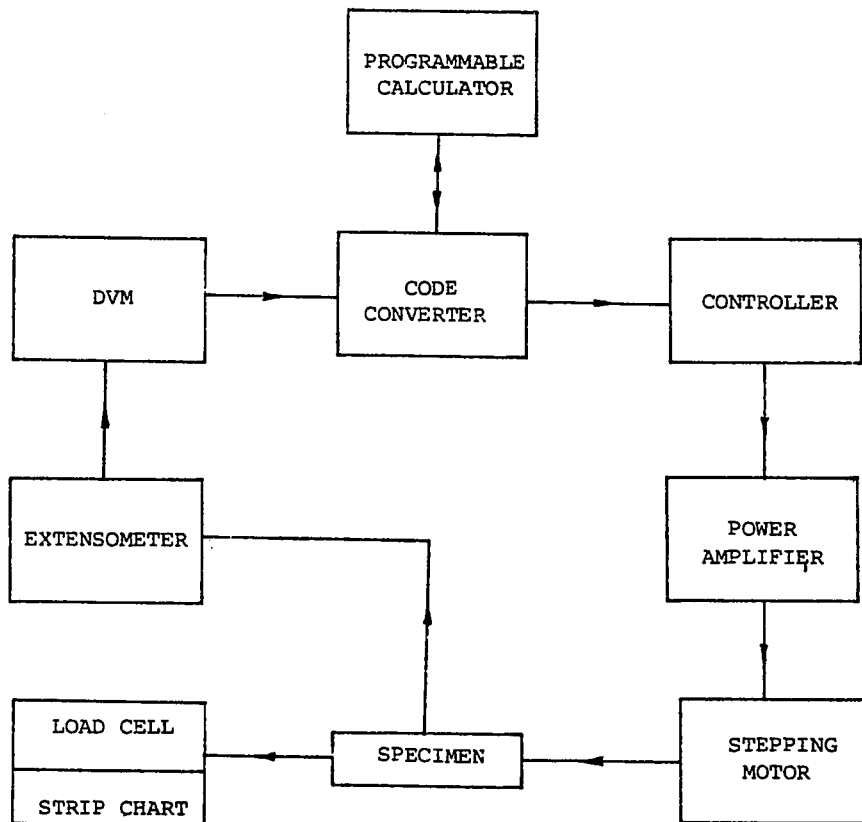 PROGRAMMABLE
CALCULATOR
DVM
CODE
CONVERTER
CONTROLLER
EXTENSOMETER
POWER
AMPLIFIER
LOAD CELL
STRIP CHART
SPECIMEN
STEPPING
MOTOR